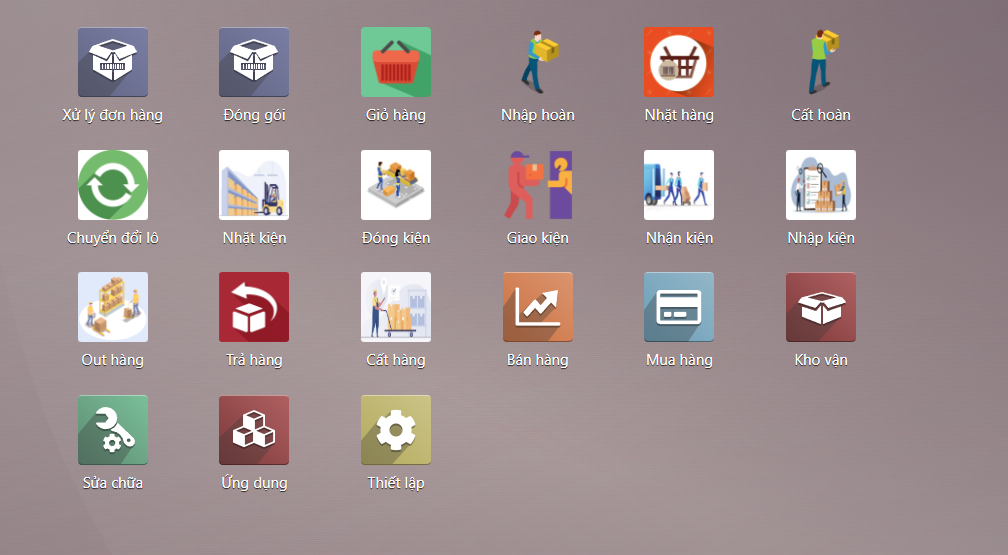 Xử lý đơn hàng
Đóng gói
Giỏ hàng
Nhập hoàn
Nhặt hàng
Cất hoàn
Chuyển đổi lô
Nhặt kiện
Đóng kiện
Giao kiện
Nhận kiện
Nhập kiện
Out hàng
Trả hàng
Cất hàng
Bán hàng
Mua hàng
Kho vận
Sửa chữa
Ứng dụng
Thiết lập